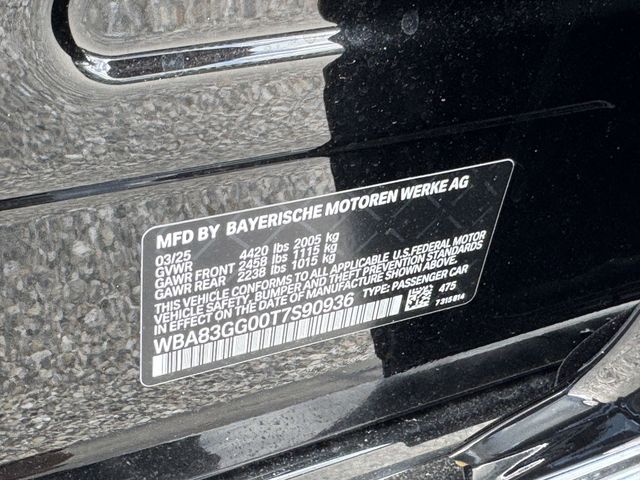 MFD BY BAYERISCHE MOTOREN WERKE AG
03/25
GVWR 4420 lbs 2005 kg
GAWR FRONT 2458 lbs 1115 kg
GAWR REAR 2238 lbs 1015 kg
THIS VEHICLE CONFORMS TO ALL APPLICABLE U.S. FEDERAL MOTOR
VEHICLE SAFETY, BUMPER AND THEFT PREVENTION STANDARDS
IN EFFECT ON THE DATE OF MANUFACTURE SHOWN ABOVE.
WBA83GG00T7S90936 TYPE: PASSENGER CAR
475
7315814